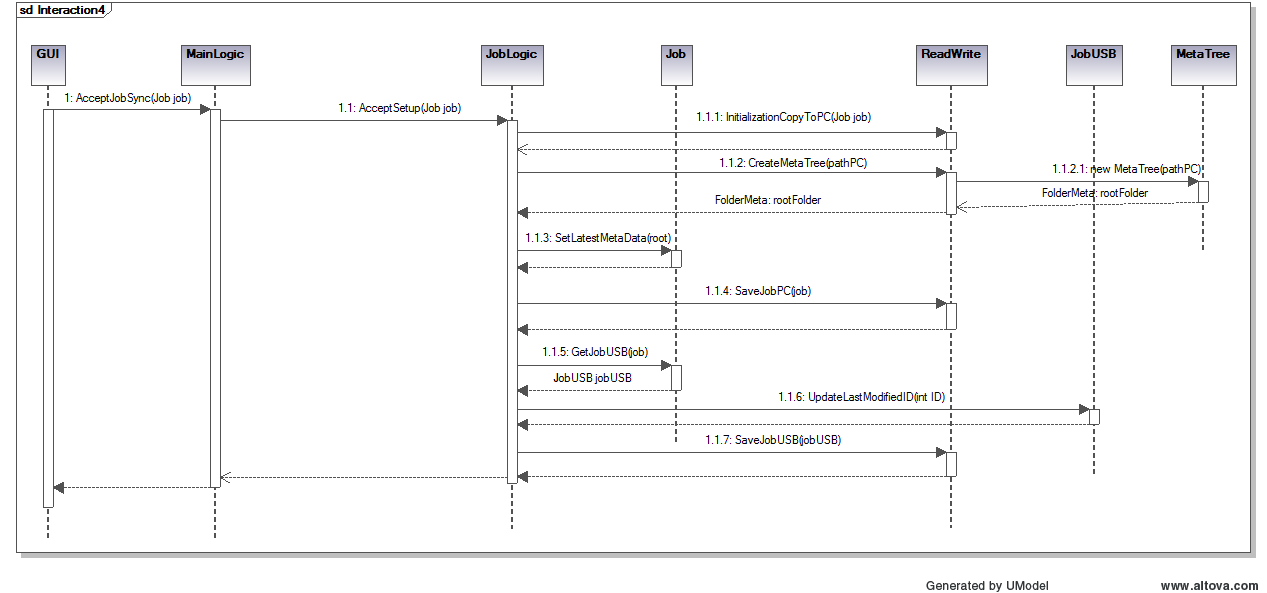 sd Interaction4
GUI
MainLogic
JobLogic
Job
ReadWrite
JobUSB
MetaTree
1: AcceptJobSync(Job job)
1.1: AcceptSetup(Job job)
1.1.1: InitializationCopyToPC(Job job)
1.1.2: CreateMetaTree(pathPC)
1.1.2.1: new MetaTree(pathPC)
FolderMeta: rootFolder
FolderMeta: rootFolder
1.1.3: SetLatestMetaData(root)
1.1.4: SaveJobPC(job)
1.1.5: GetJobUSB(job)
JobUSB jobUSB
1.1.6: UpdateLastModifiedID(int ID)
1.1.7: SaveJobUSB(jobUSB)
Generated by UModel
www.altova.com